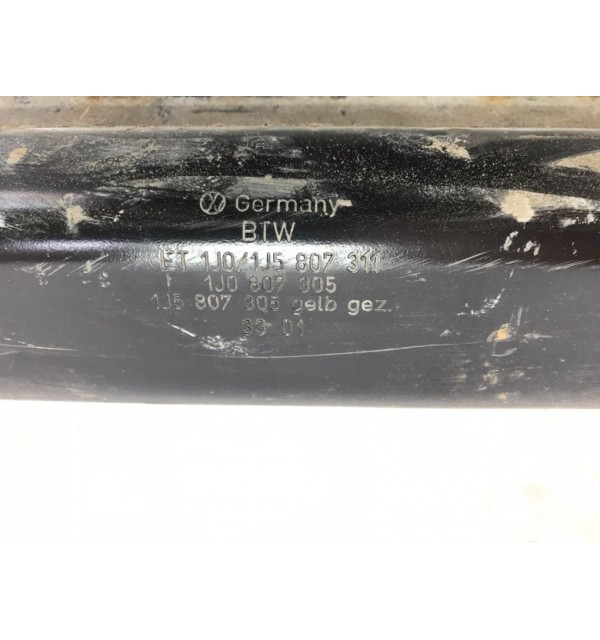 Germany
BTW
ET 1J0/1J5 807 311
1J0 807 305
1J5 807 305 gelb gez.
33 01